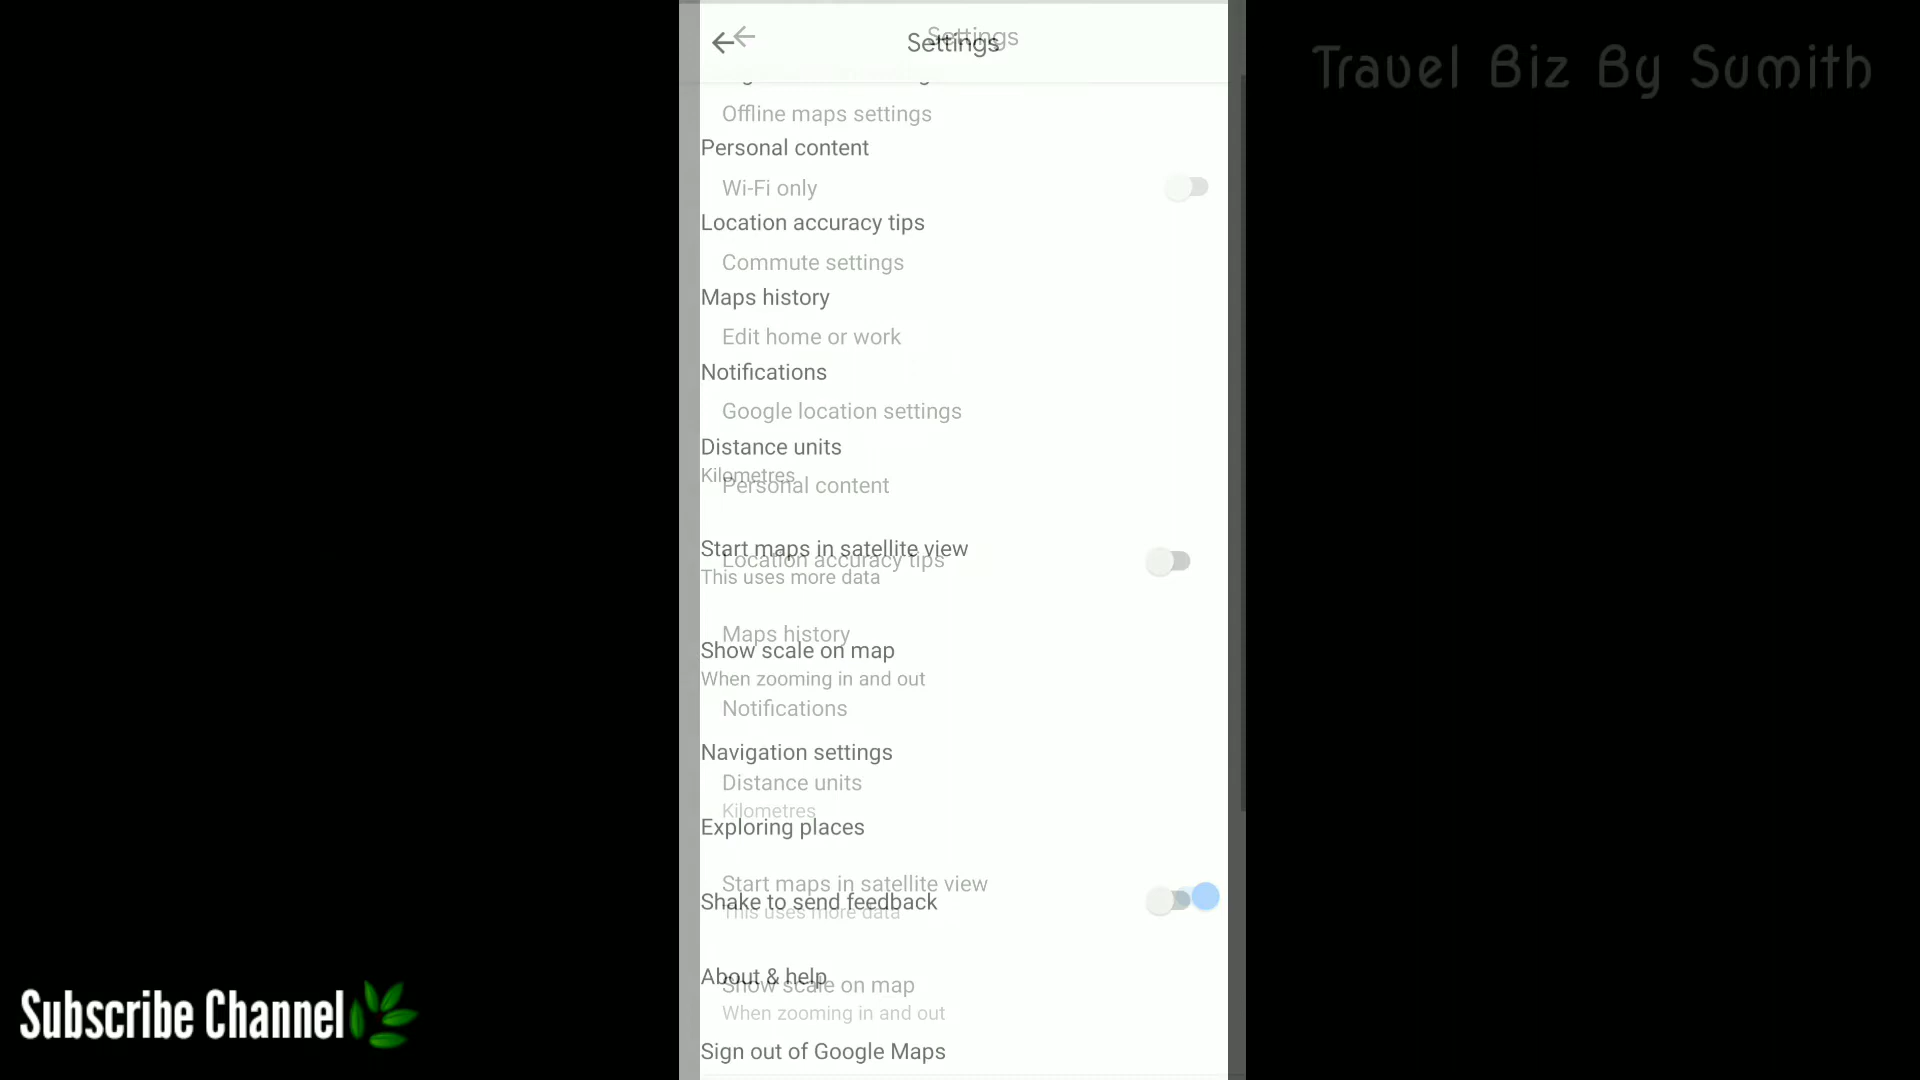 Settings
Settings
Travel Biz By Sumith
Offline maps settings
Personal content
Wi-Fi only
Location accuracy tips
Commute settings
Maps history
Edit home or work
Notifications
Google location settings
Distance units
Kilometres
Personal content
Start maps in satellite view
Location accuracy tips
This uses more data
Maps history
Show scale on map
When zooming in and out
Notifications
Navigation settings
Distance units
Kilometres
Exploring places
Start maps in satellite view
Shake to send feedback
This uses more data
About & help
Show scale on map
When zooming in and out
Sign out of Google Maps
Subscribe Channel